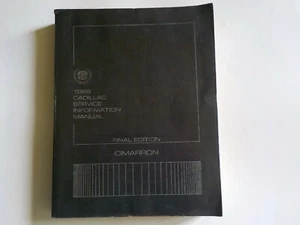 1986
CADILLAC
SERVICE
INFORMATION
MANUAL
FINAL EDITION
CIMARRON